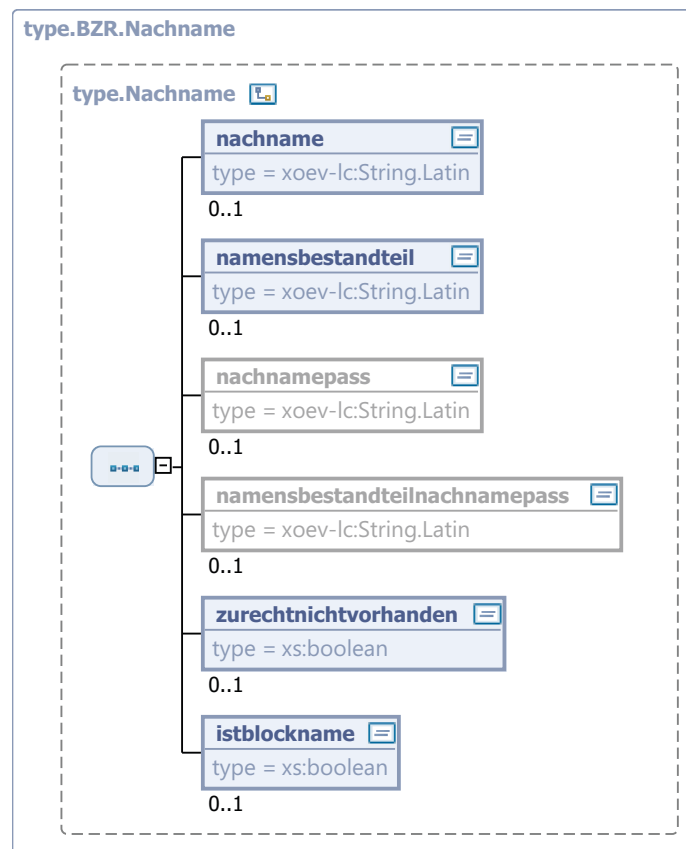 type.BZR.Nachname
type.Nachname
nachname
type = xoev-lc:String.Latin
0..1
namensbestandteil
type = xoev-lc:String.Latin
0..1
nachnamepass
type = xoev-lc:String.Latin
0..1
namensbestandteilnachnamepass
type = xoev-lc:String.Latin
0..1
zurechtnichtvorhanden
type = xs:boolean
0..1
istblockname
type = xs:boolean
0..1